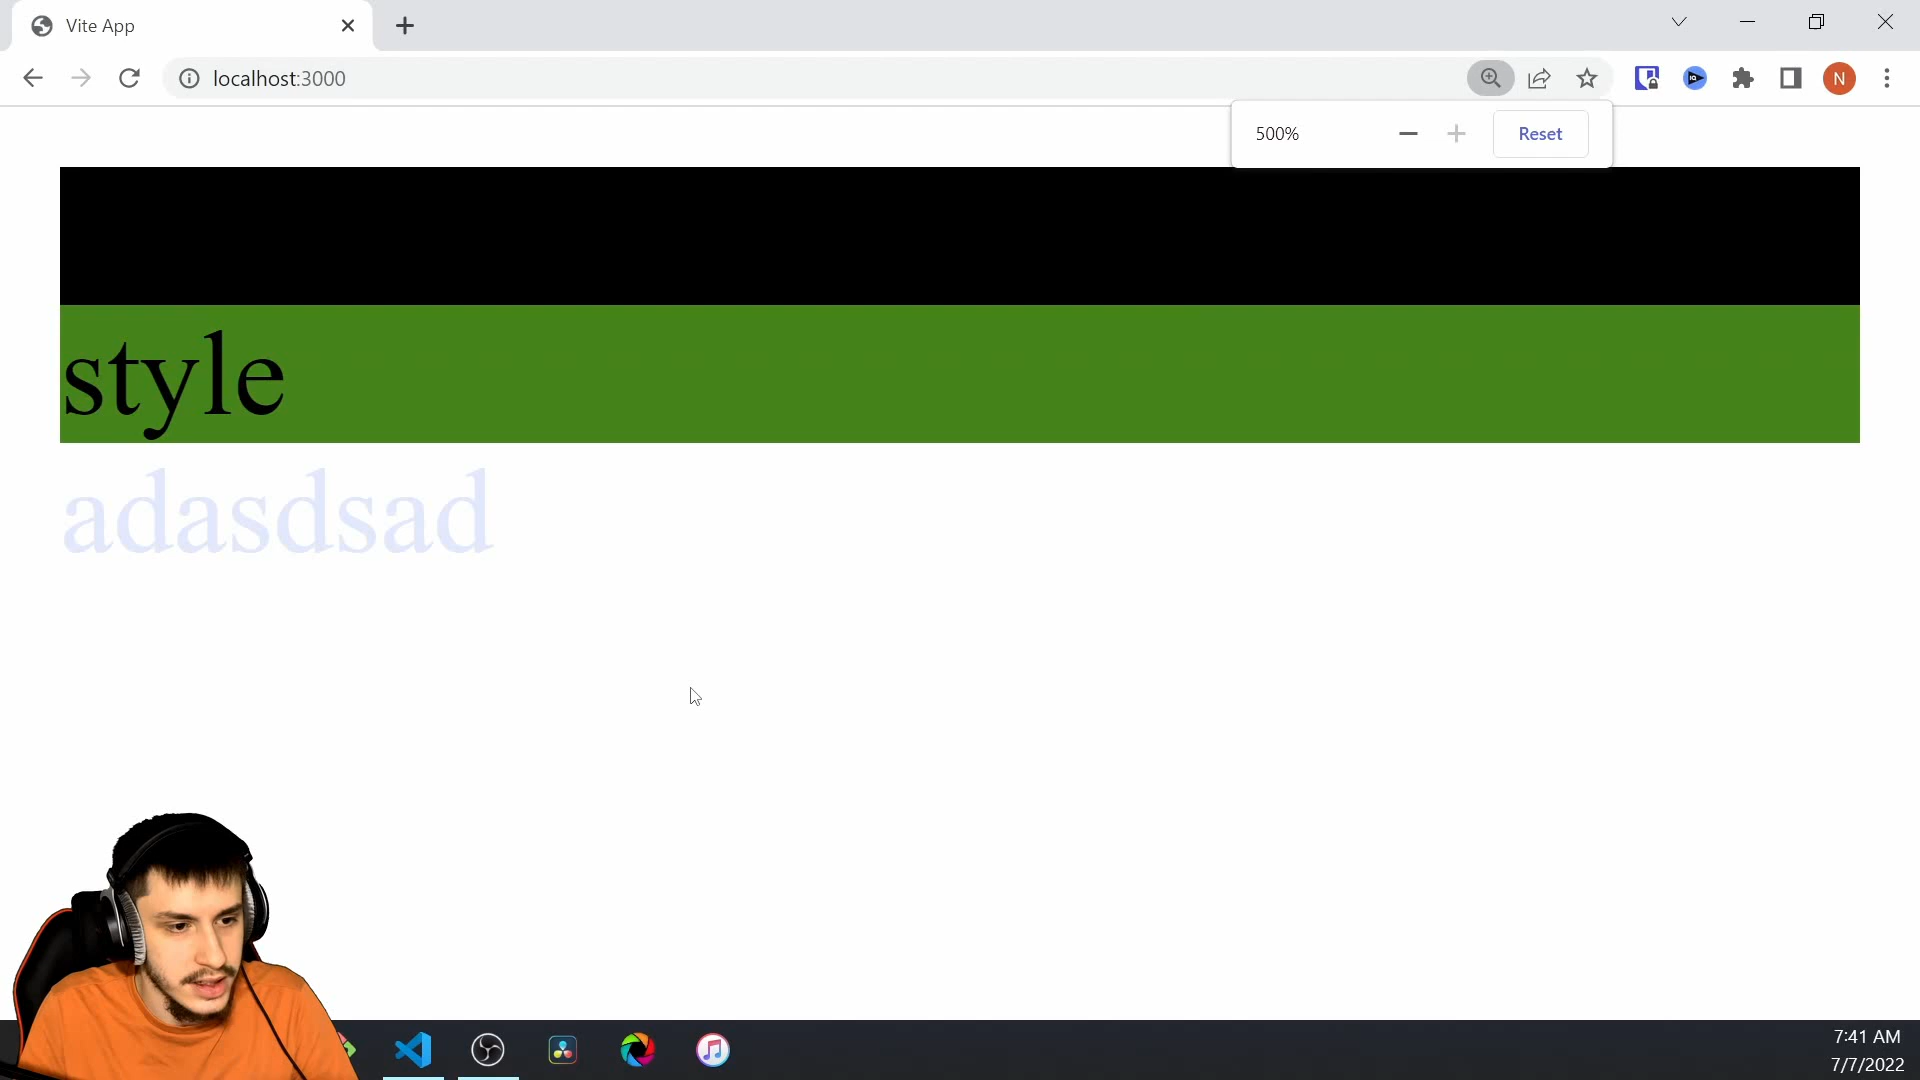 Vite App
localhost:3000
500%
Reset
N
style
adasdsad
7:41 AM
7/7/2022